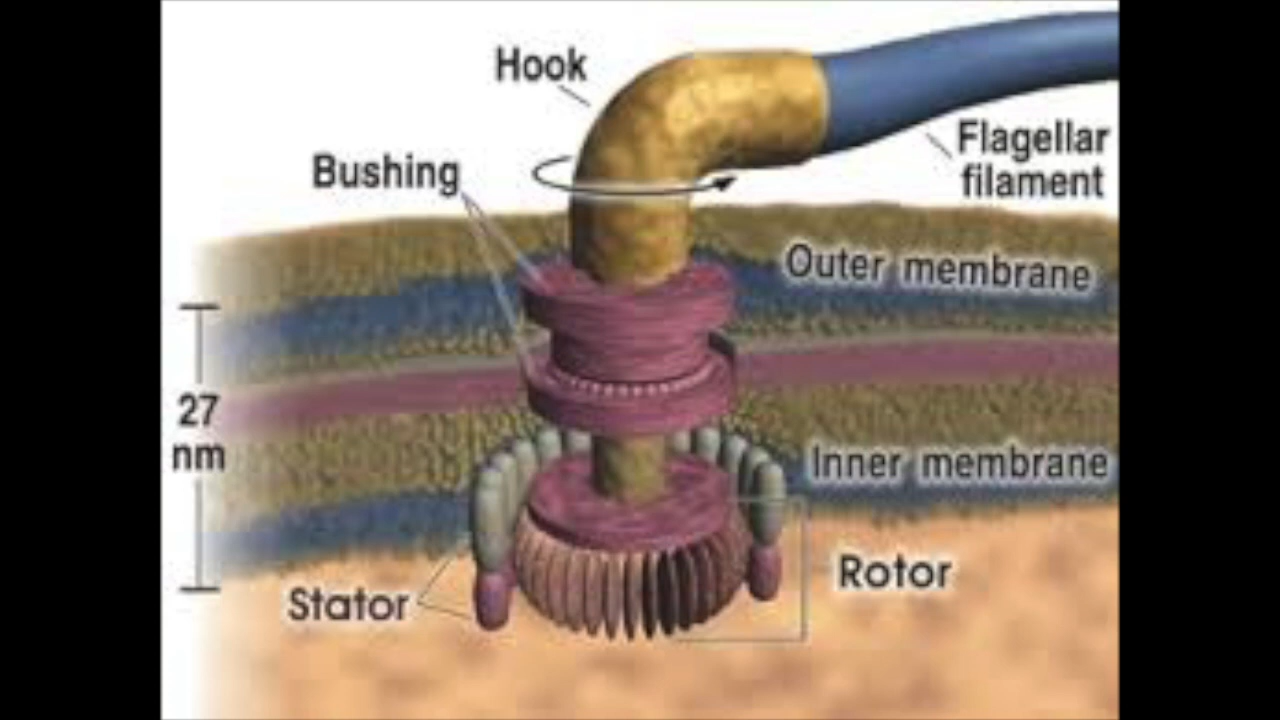 Hook
Flagellar
filament
Bushing
Outer membrane
27
nm
Inner membrane
Rotor
Stator